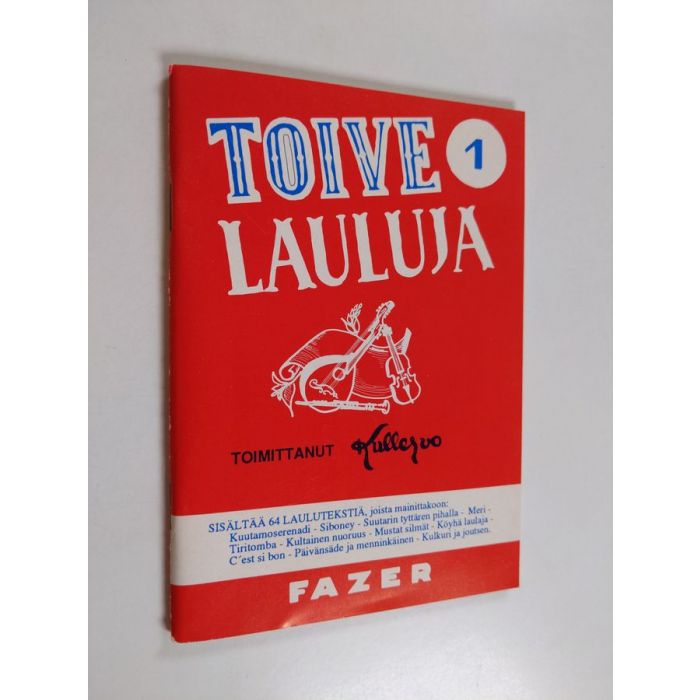 TOIVE 1
LAULUJA
TOIMITTANUT Kullervo
SISÄLTÄÄ 64 LAULUTEKSTIÄ, joista mainittakoon:
Kuutamoserenadi - Siboney - Suutarin tyttären pihalla - Meri -
Tiritomba - Kultainen nuoruus - Mustat silmät - Köyhä laulaja -
C´est si bon - Päivänsäde ja menninkäinen - Kulkuri ja joutsen.
FAZER